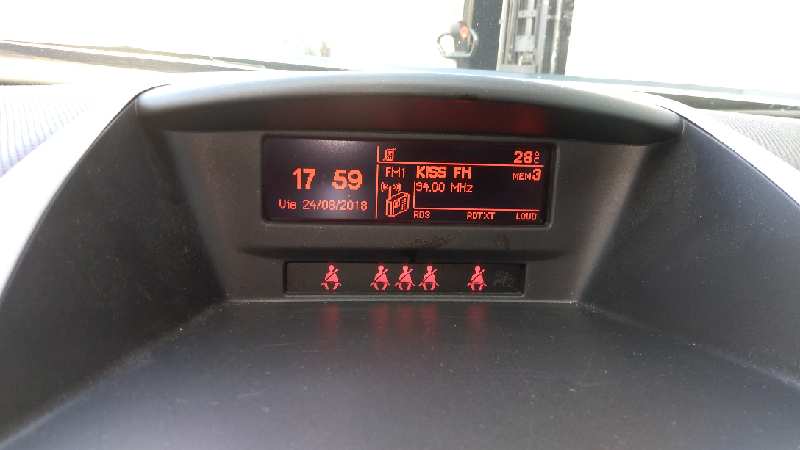 17 59
Vie 24/08/2018
28 °C
FM1 KISS FM MEM3
94.00 MHz
RDS RDTXT LOUD